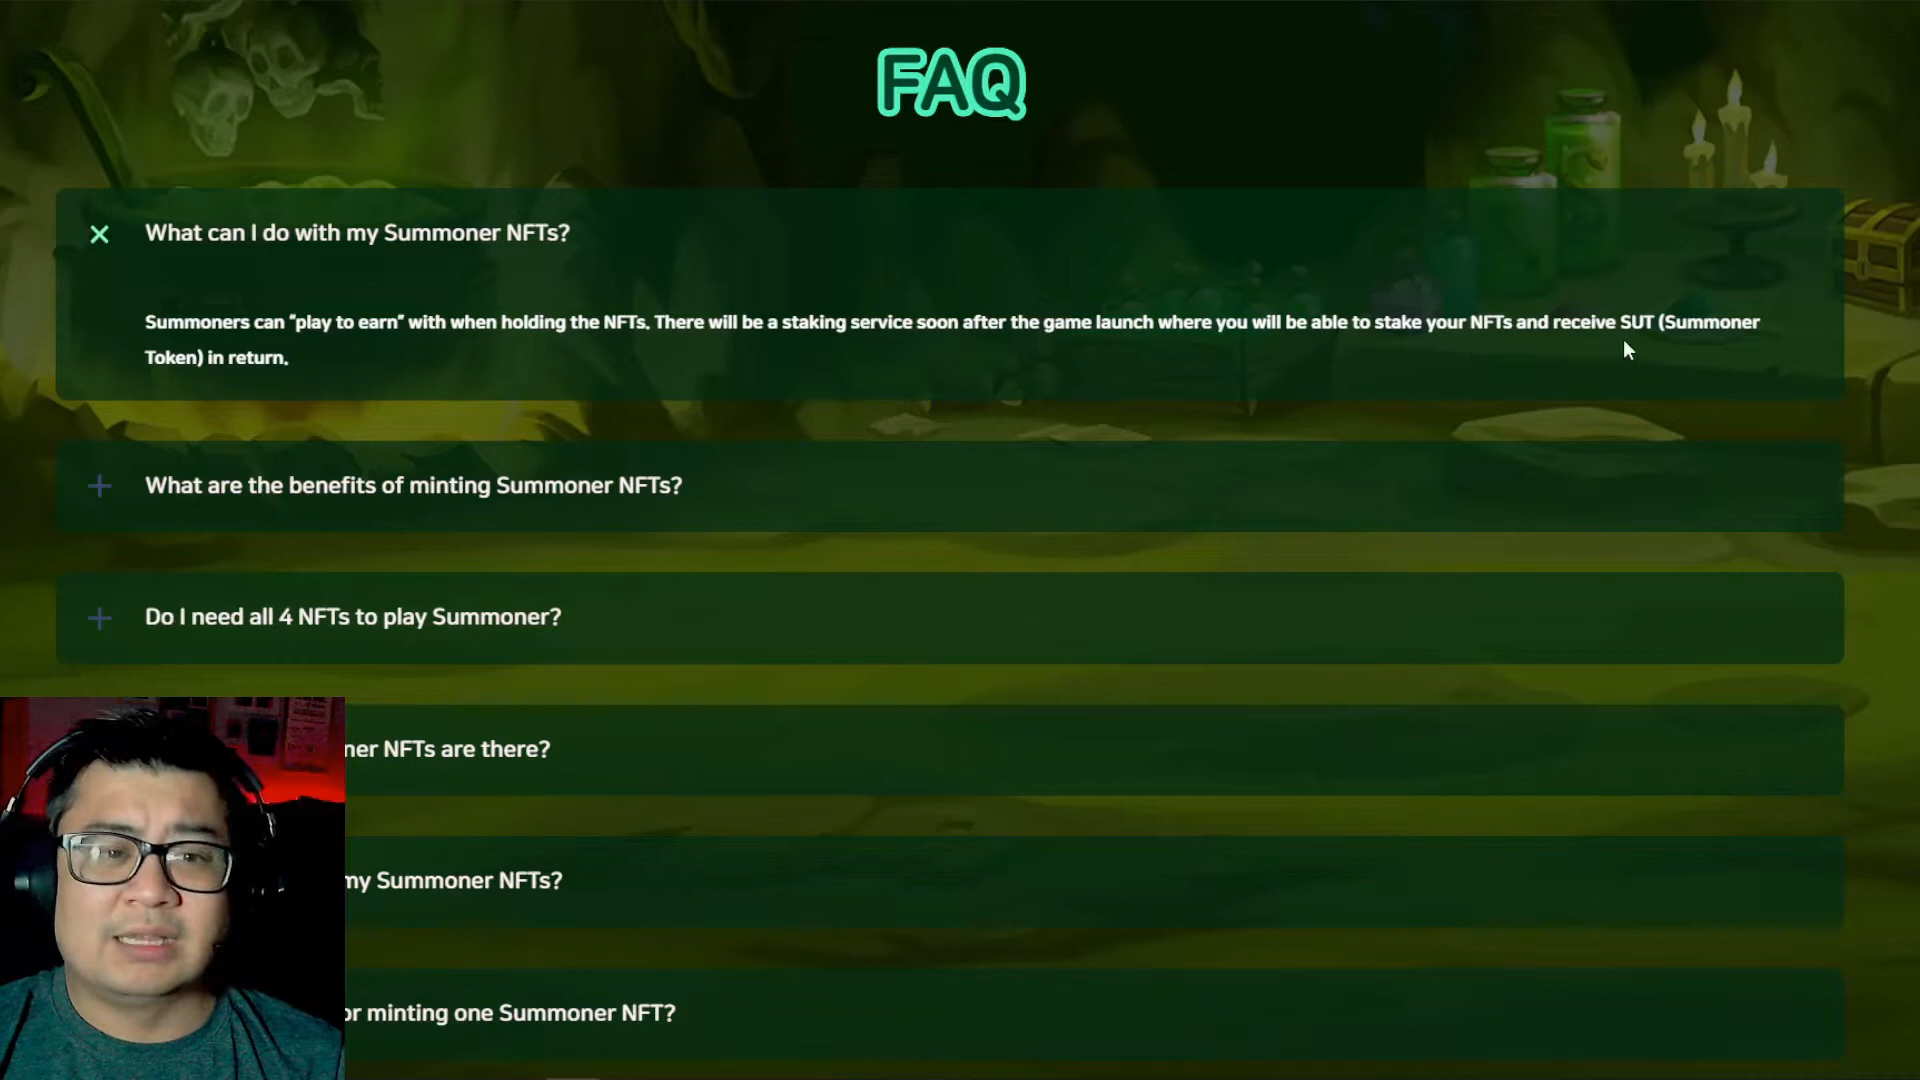 FAQ
What can I do with my Summoner NFTs?
Summoners can "play to earn" with when holding the NFTs. There will be a staking service soon after the game launch where you will be able to stake your NFTs and receive SUT (Summoner
Token) in return.
What are the benefits of minting Summoner NFTs?
Do I need all 4 NFTs to play Summoner?
NFTs are there?
my Summoner NFTs?
or minting one Summoner NFT?